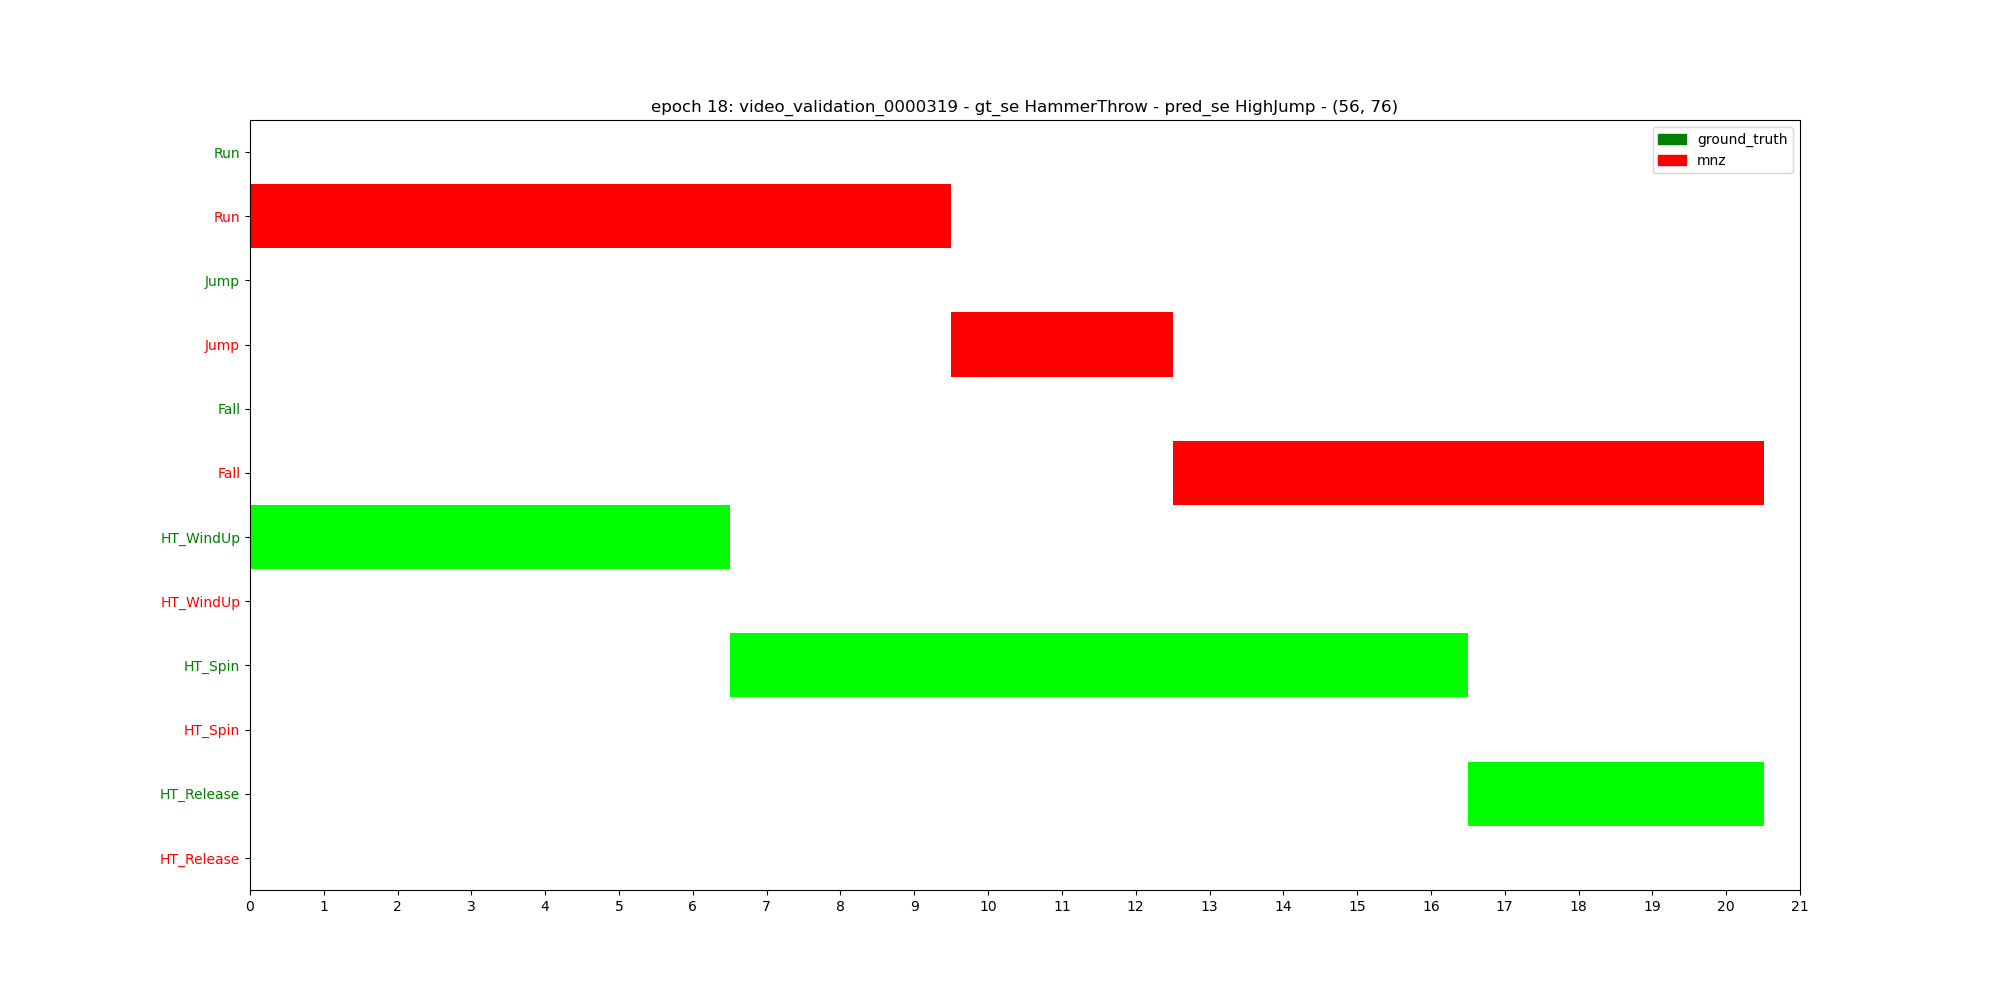 epoch 18: video_validation_0000319 - gt_se HammerThrow - pred_se HighJump - (56, 76)
ground_truth
mnz
Run
Run
Jump
Jump
Fall
Fall
HT_WindUp
HT_WindUp
HT_Spin
HT_Spin
HT_Release
HT_Release
0 1 2 3 4 5 6 7 8 9 10 11 12 13 14 15 16 17 18 19 20 21